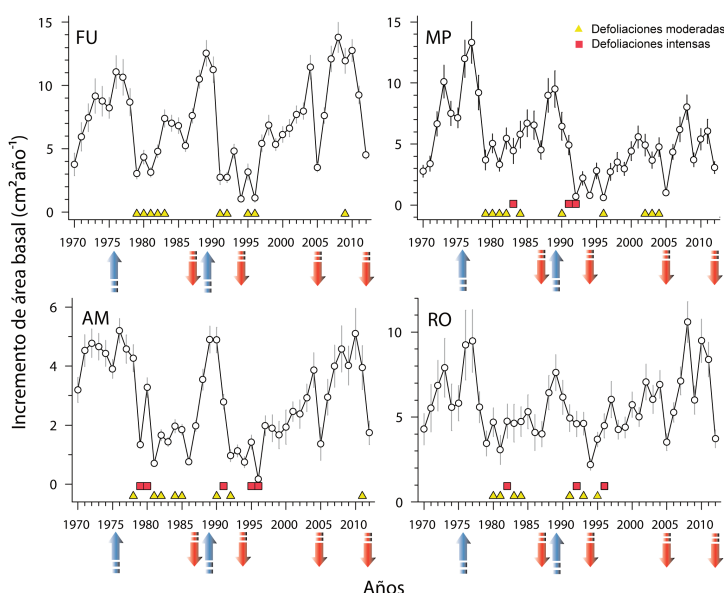 FU
15
10
5
0
1970 1975 1980 1985 1990 1995 2000 2005 2010
MP
Defoliaciones moderadas
Defoliaciones intensas
15
10
5
0
1970 1975 1980 1985 1990 1995 2000 2005 2010
Incremento de área basal (cm² año⁻¹)
AM
6
4
2
0
1970 1975 1980 1985 1990 1995 2000 2005 2010
RO
10
5
0
1970 1975 1980 1985 1990 1995 2000 2005 2010
Años